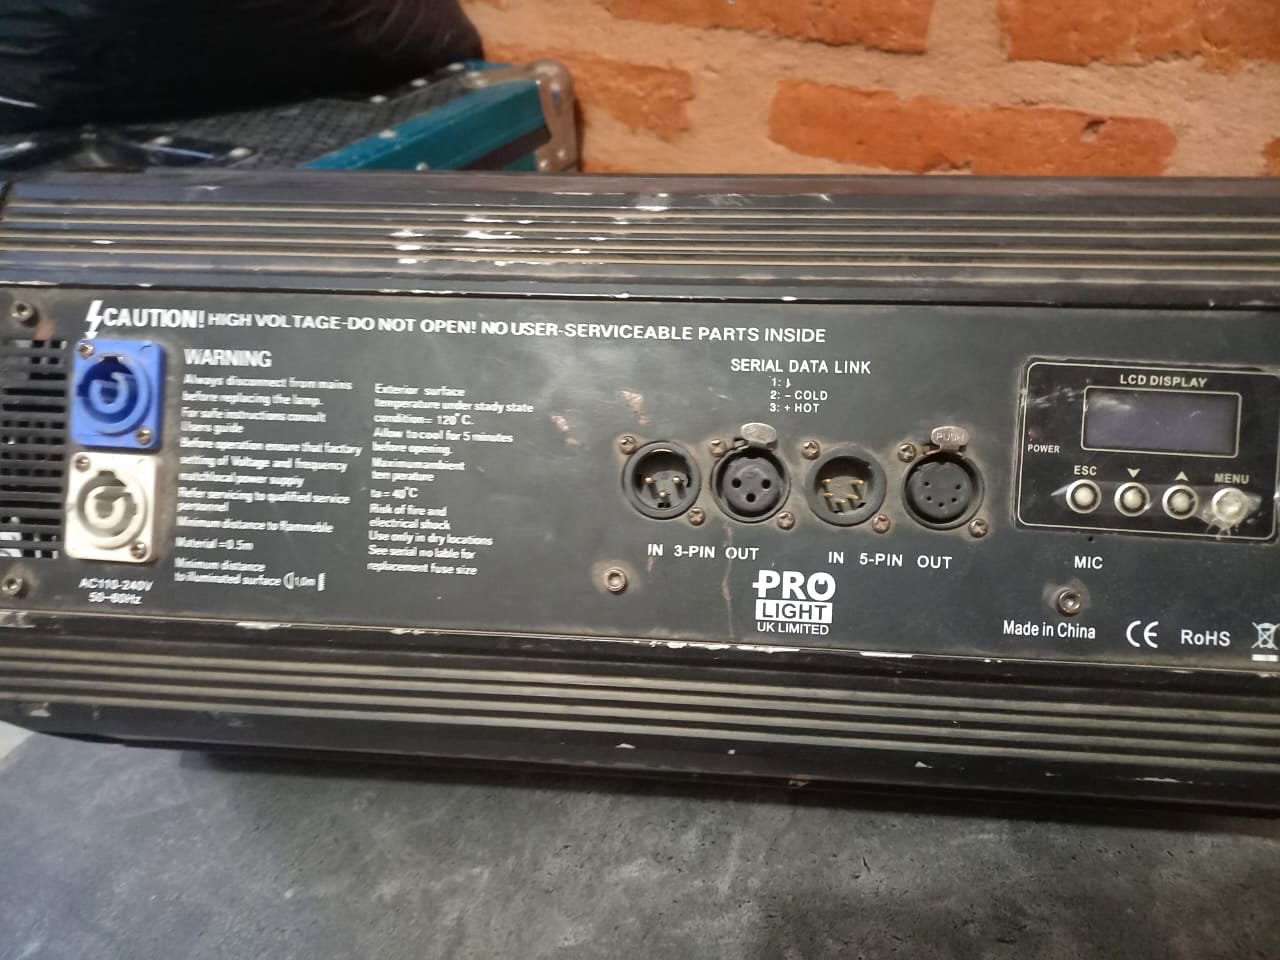 CAUTION! HIGH VOLTAGE-DO NOT OPEN! NO USER-SERVICEABLE PARTS INSIDE
WARNING
Always disconnect from mains
before replacing the lamp.
For safe instructions consult
Users guide
Before operation ensure that factory
setting of Voltage and frequency
match local power supply
Refer servicing to qualified service
personnel
Minimum distance to flammeble
Material =0.5m
Minimum distance
to illuminated surface 1,0m
Exterior surface
temperature under stady state
condition= 120°C.
Allow to cool for 5 minutes
before opening.
Maximum ambient
tem perature
ta = 40°C
Risk of fire and
electrical shock
Use only in dry locations
See serial no lable for
replacement fuse size
AC110-240V
50-60Hz
SERIAL DATA LINK
1:
2: - COLD
3: + HOT
PUSH
IN 3-PIN OUT
IN 5-PIN OUT
PRO
LIGHT
UK LIMITED
LCD DISPLAY
POWER
ESC
MENU
MIC
Made in China
CE
RoHS